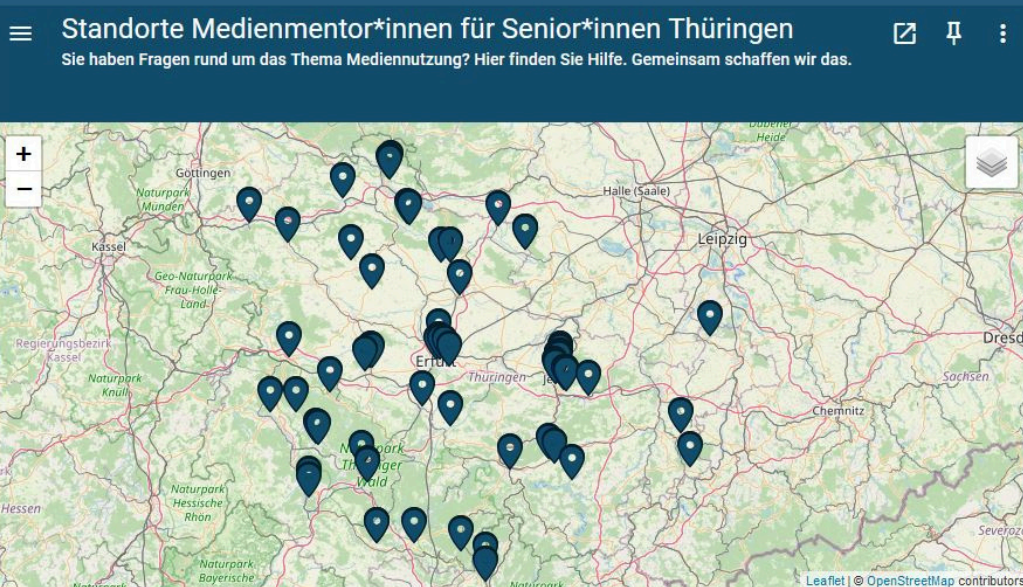 Standorte Medienmentor*innen für Senior*innen Thüringen
Sie haben Fragen rund um das Thema Mediennutzung? Hier finden Sie Hilfe. Gemeinsam schaffen wir das.
+
−
Dübener
Heide
Göttingen
Halle (Saale)
Naturpark
Münden
Kassel
Leipzig
Geo-Naturpark
Frau-Holle-
Land
Regierungsbezirk
Kassel
Dresd
Erfurt
Thüringen
Sachsen
Naturpark
Knüll
Chemnitz
Wald
Naturpark
Hessische
Rhön
Hessen
Severoz
Naturpark
Bayerische
Naturpark
Leaflet | © OpenStreetMap contributors